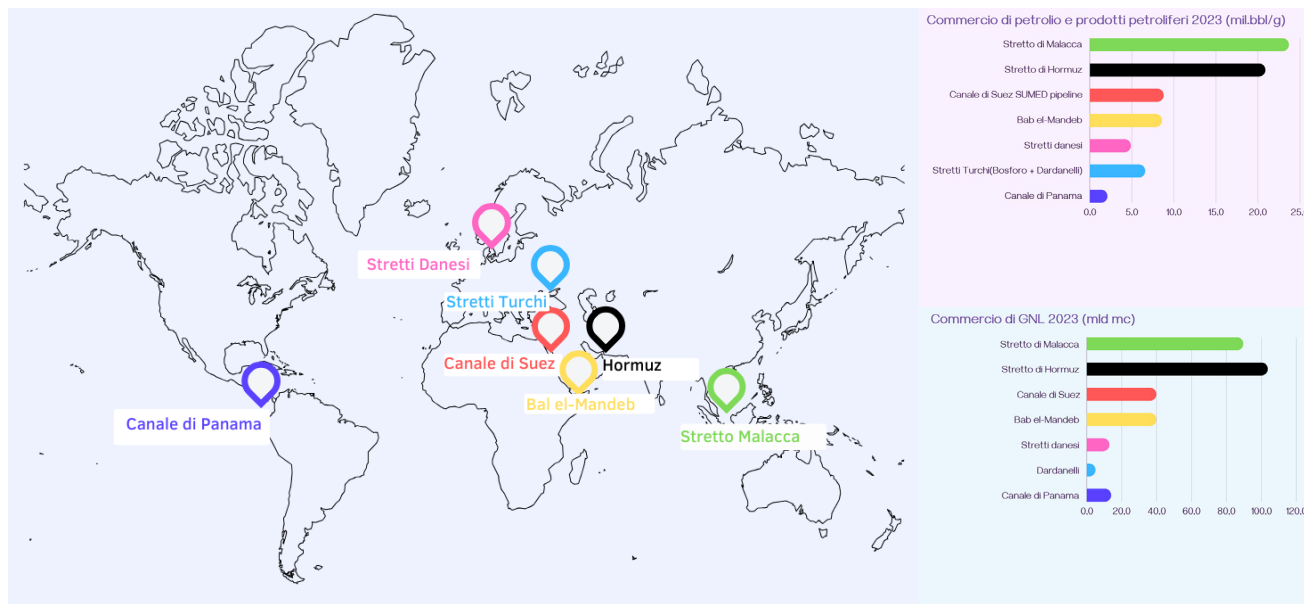 Stretti Danesi
Stretti Turchi
Canale di Suez
Hormuz
Bal el-Mandeb
Canale di Panama
Stretto Malacca
Commercio di petrolio e prodotti petroliferi 2023 (mil.bbl/g)
Stretto di Malacca
Stretto di Hormuz
Canale di Suez SUMED pipeline
Bab el-Mandeb
Stretti danesi
Stretti Turchi(Bosforo + Dardanelli)
Canale di Panama
0,0 5,0 10,0 15,0 20,0 25,
Commercio di GNL 2023 (mld mc)
Stretto di Malacca
Stretto di Hormuz
Canale di Suez
Bab el-Mandeb
Stretti danesi
Dardanelli
Canale di Panama
0,0 20,0 40,0 60,0 80,0 100,0 120,0